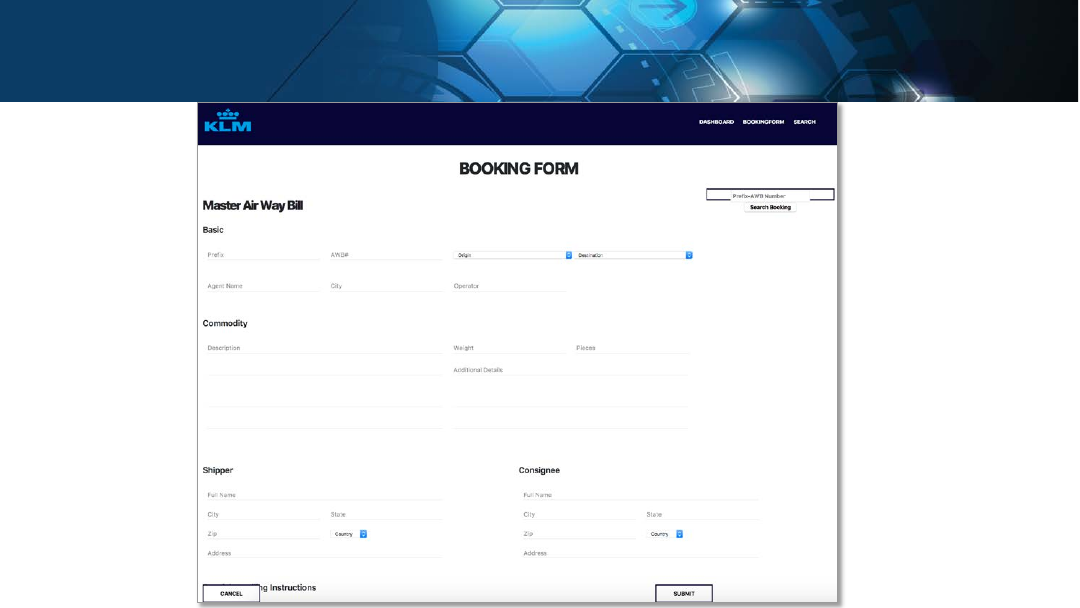 KLM
DASHBOARD BOOKINGFORM SEARCH
BOOKING FORM
Prefix-AWB Number
Master Air Way Bill
Search Booking
Basic
Prefix AWB# Origin Destination
Agent Name City Operator
Commodity
Description Weight Pieces
Additional Details
Shipper Consignee
Full Name Full Name
City State City State
Zip Country Zip Country
Address Address
Instructions
CANCEL SUBMIT